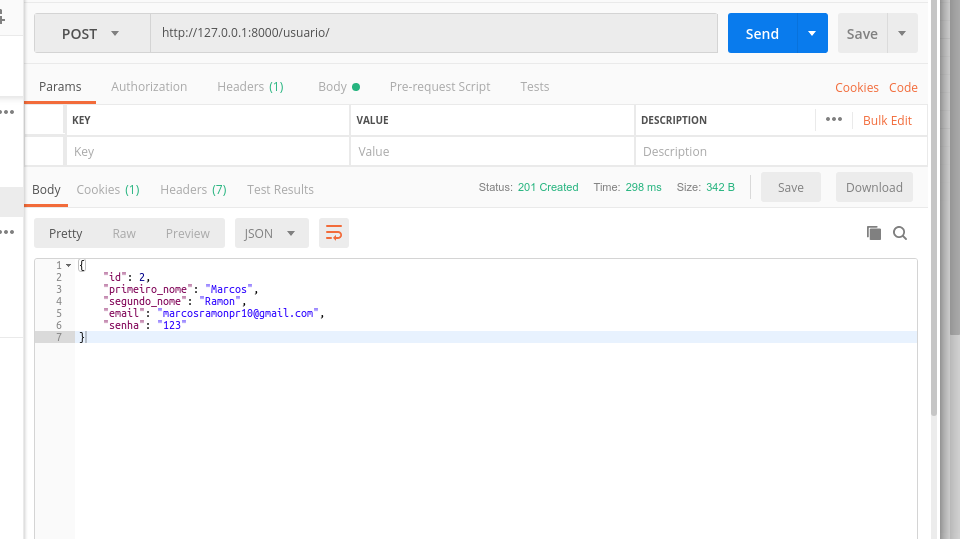 POST http://127.0.0.1:8000/usuario/ Send Save
Params Authorization Headers (1) Body Pre-request Script Tests Cookies Code
KEY VALUE DESCRIPTION ••• Bulk Edit
Key Value Description
Body Cookies (1) Headers (7) Test Results Status: 201 Created Time: 298 ms Size: 342 B Save Download
Pretty Raw Preview JSON
1 {
2 "id": 2,
3 "primeiro_nome": "Marcos",
4 "segundo_nome": "Ramon",
5 "email": "marcosramonpr10@gmail.com",
6 "senha": "123"
7 }